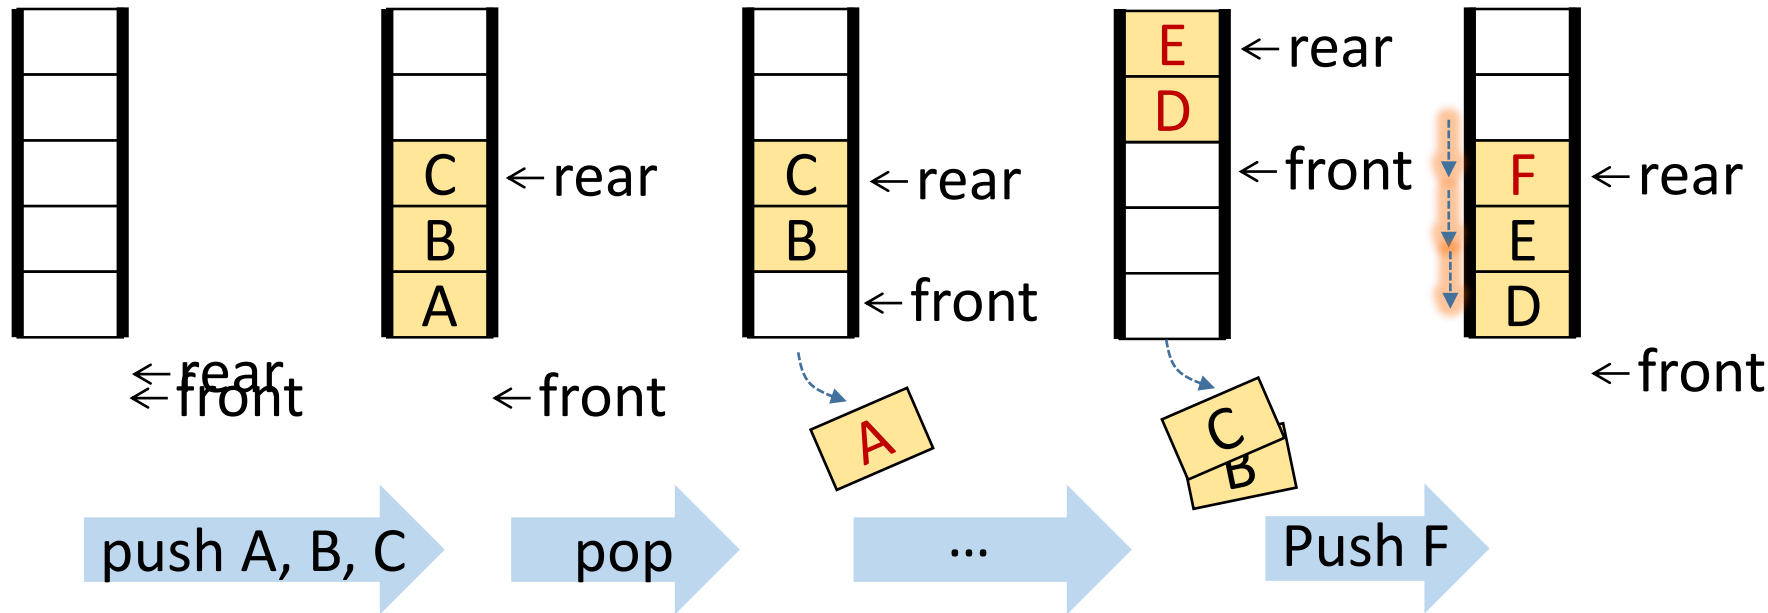 rear
front
C
B
A
rear
front
C
B
rear
front
A
E
D
rear
front
C
B
F
E
D
rear
front
push A, B, C
pop
...
Push F